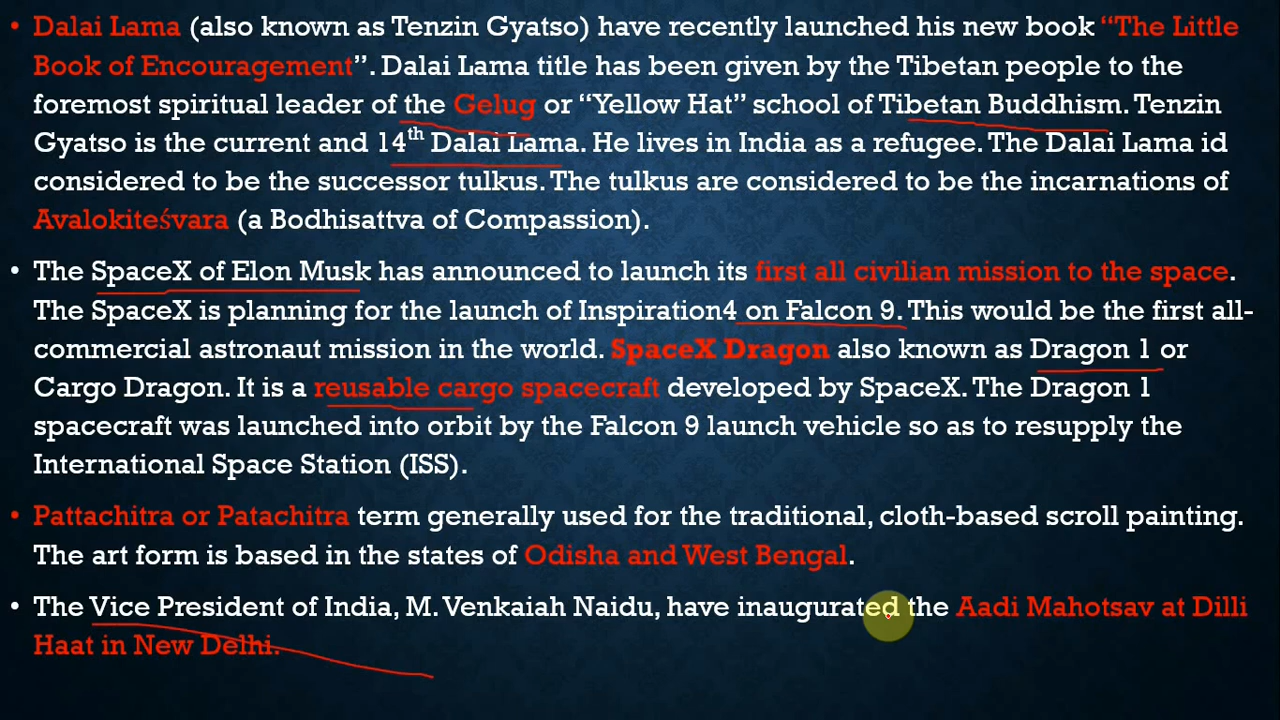 • Dalai Lama (also known as Tenzin Gyatso) have recently launched his new book “The Little
Book of Encouragement”. Dalai Lama title has been given by the Tibetan people to the
foremost spiritual leader of the Gelug or “Yellow Hat” school of Tibetan Buddhism. Tenzin
Gyatso is the current and 14th Dalai Lama. He lives in India as a refugee. The Dalai Lama id
considered to be the successor tulkus. The tulkus are considered to be the incarnations of
Avalokiteśvara (a Bodhisattva of Compassion).
• The SpaceX of Elon Musk has announced to launch its first all civilian mission to the space.
The SpaceX is planning for the launch of Inspiration4 on Falcon 9. This would be the first all-
commercial astronaut mission in the world. SpaceX Dragon also known as Dragon 1 or
Cargo Dragon. It is a reusable cargo spacecraft developed by SpaceX. The Dragon 1
spacecraft was launched into orbit by the Falcon 9 launch vehicle so as to resupply the
International Space Station (ISS).
• Pattachitra or Patachitra term generally used for the traditional, cloth-based scroll painting.
The art form is based in the states of Odisha and West Bengal.
• The Vice President of India, M. Venkaiah Naidu, have inaugurated the Aadi Mahotsav at Dilli
Haat in New Delhi.